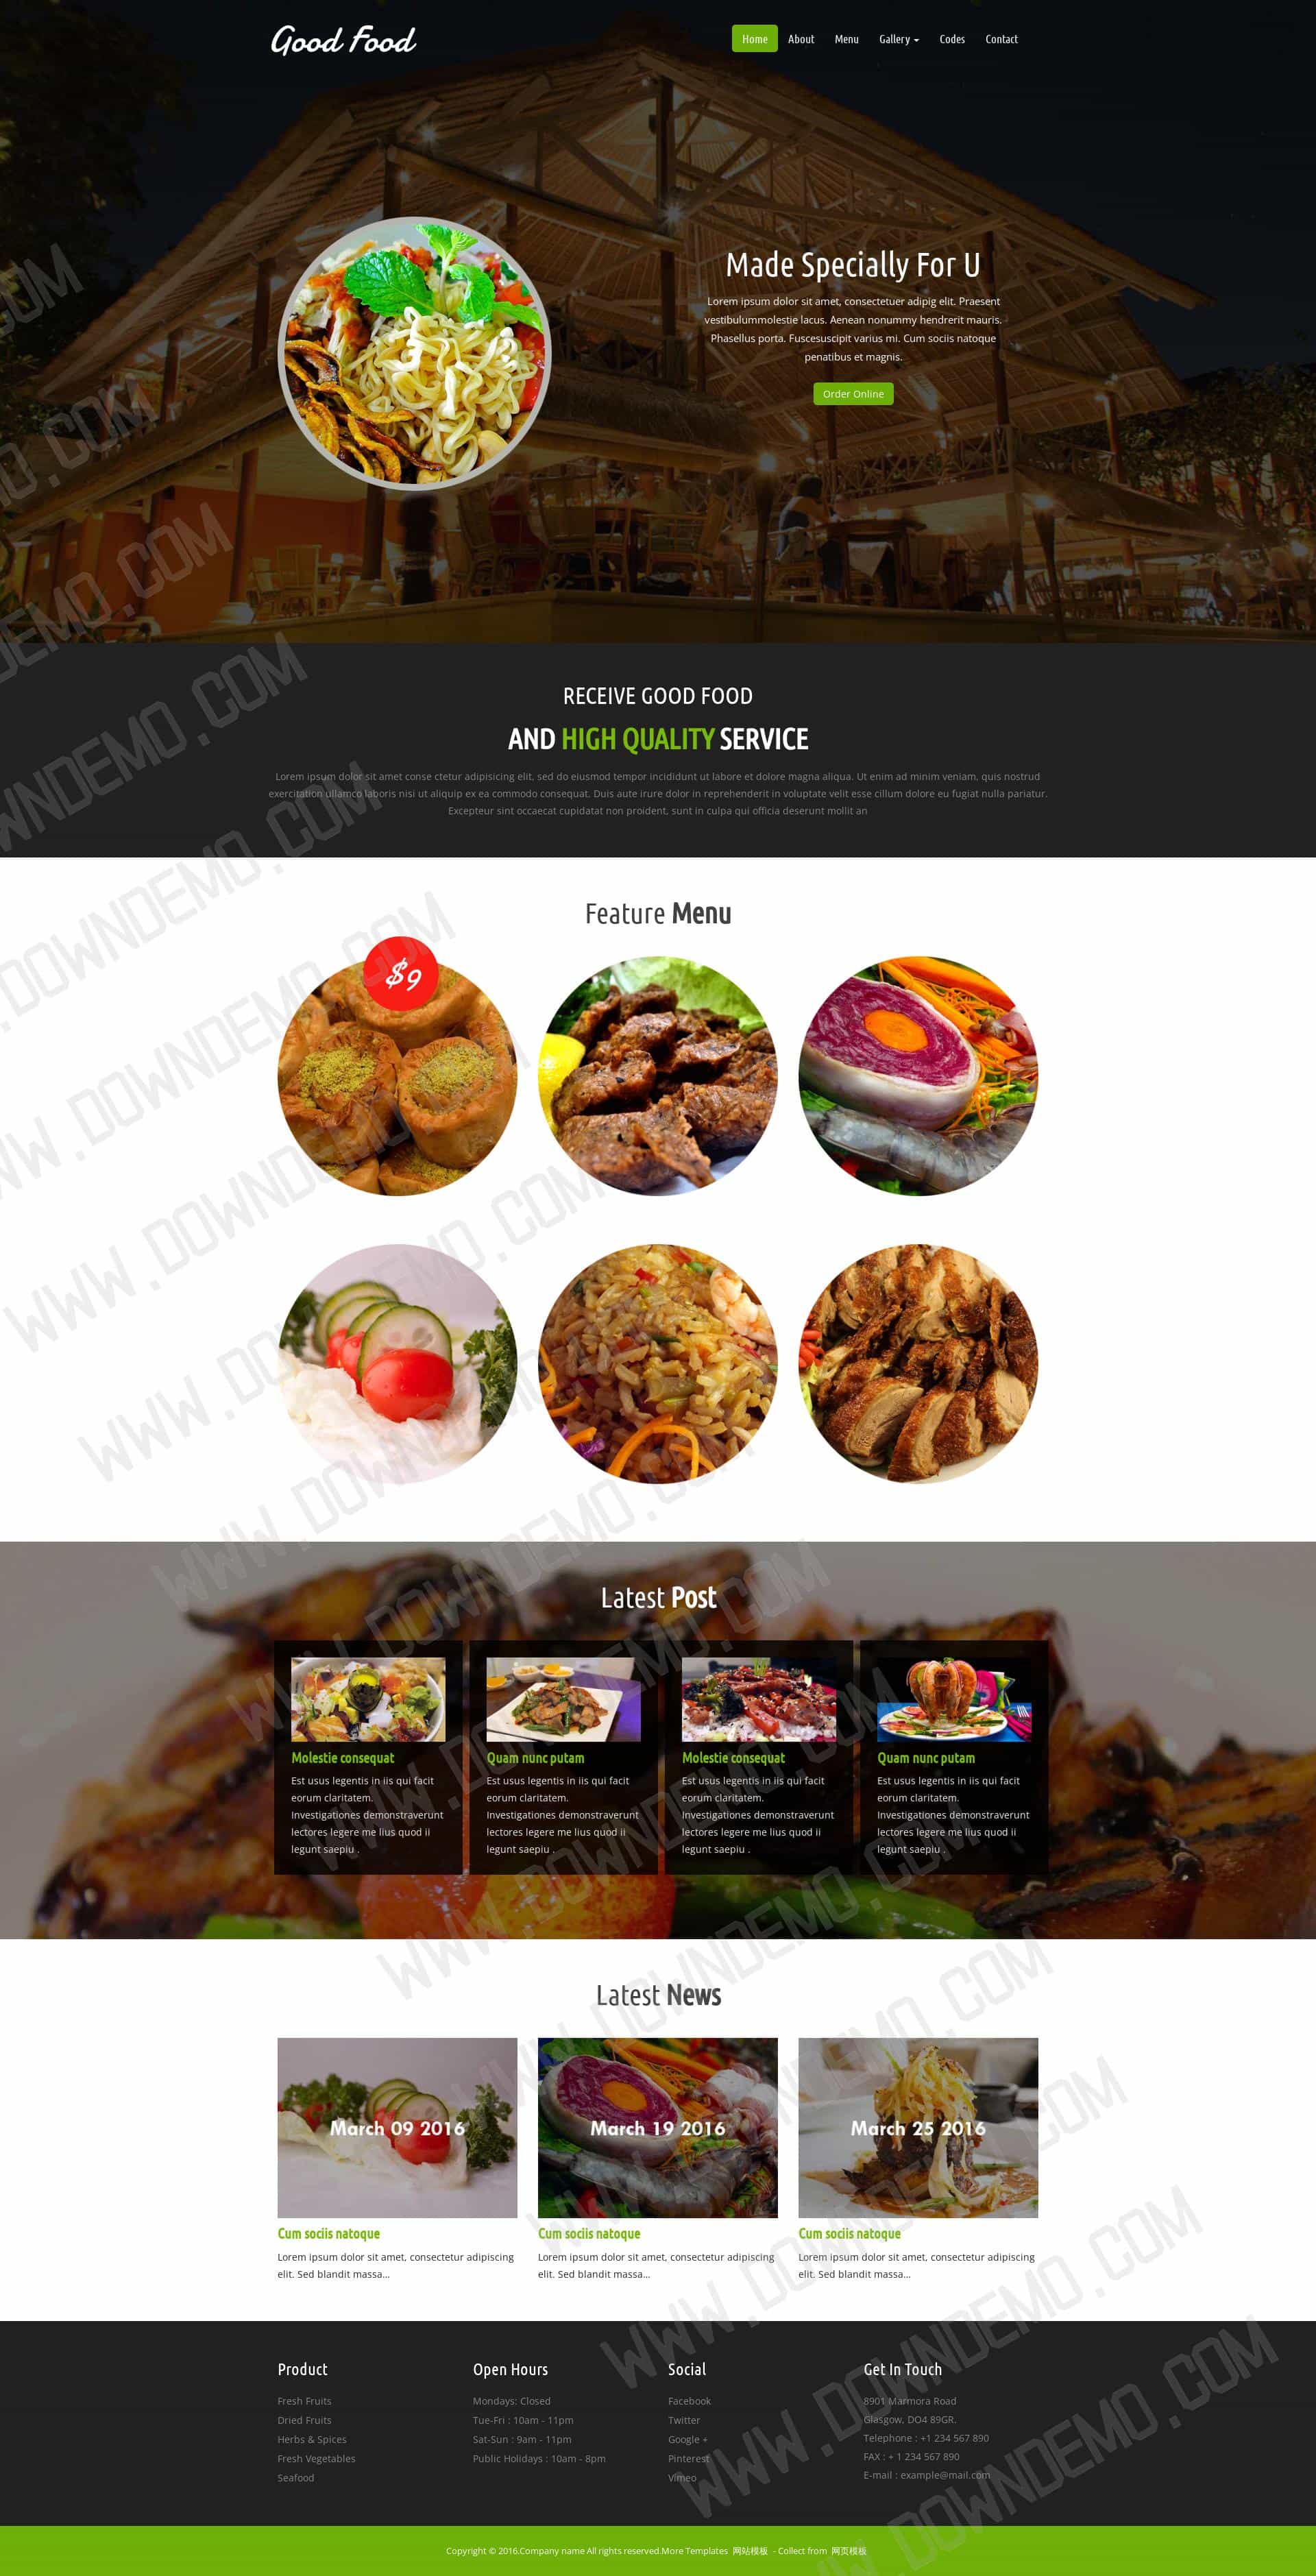 Good Food
Home About Menu Gallery Codes Contact
Made Specially For U
Lorem ipsum dolor sit amet, consectetuer adipig elit. Praesent
vestibulummolestie lacus. Aenean nonummy hendrerit mauris.
Phasellus porta. Fuscesuscipit varius mi. Cum sociis natoque
penatibus et magnis.
Order Online
RECEIVE GOOD FOOD
AND HIGH QUALITY SERVICE
Lorem ipsum dolor sit amet conse ctetur adipisicing elit, sed do eiusmod tempor incididunt ut labore et dolore magna aliqua. Ut enim ad minim veniam, quis nostrud
exercitation ullamco laboris nisi ut aliquip ex ea commodo consequat. Duis aute irure dolor in reprehenderit in voluptate velit esse cillum dolore eu fugiat nulla pariatur.
Excepteur sint occaecat cupidatat non proident, sunt in culpa qui officia deserunt mollit an
Feature Menu
$9
Latest Post
Molestie consequat
Est usus legentis in iis qui facit
eorum claritatem.
Investigationes demonstraverunt
lectores legere me lius quod ii
legunt saepiu .
Quam nunc putam
Est usus legentis in iis qui facit
eorum claritatem.
Investigationes demonstraverunt
lectores legere me lius quod ii
legunt saepiu .
Molestie consequat
Est usus legentis in iis qui facit
eorum claritatem.
Investigationes demonstraverunt
lectores legere me lius quod ii
legunt saepiu .
Quam nunc putam
Est usus legentis in iis qui facit
eorum claritatem.
Investigationes demonstraverunt
lectores legere me lius quod ii
legunt saepiu .
Latest News
March 09 2016
Cum sociis natoque
Lorem ipsum dolor sit amet, consectetur adipiscing
elit. Sed blandit massa...
March 19 2016
Cum sociis natoque
Lorem ipsum dolor sit amet, consectetur adipiscing
elit. Sed blandit massa...
March 25 2016
Cum sociis natoque
Lorem ipsum dolor sit amet, consectetur adipiscing
elit. Sed blandit massa...
Product
Fresh Fruits
Dried Fruits
Herbs & Spices
Fresh Vegetables
Seafood
Open Hours
Mondays: Closed
Tue-Fri : 10am - 11pm
Sat-Sun : 9am - 11pm
Public Holidays : 10am - 8pm
Social
Facebook
Twitter
Google +
Pinterest
Vimeo
Get In Touch
8901 Marmora Road
Glasgow, DO4 89GR.
Telephone : +1 234 567 890
FAX : + 1 234 567 890
E-mail : example@mail.com
Copyright © 2016.Company name All rights reserved.More Templates 网站模板 - Collect from 网页模板
WWW.DOWNDEMO.COM